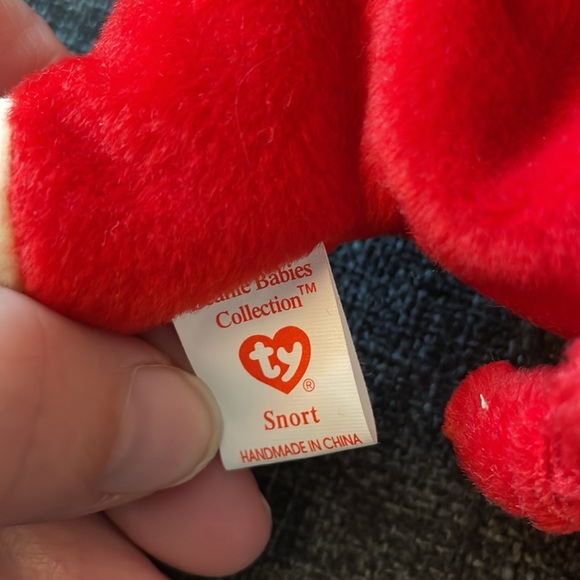 Babies
Collection™
ty®
Snort
HANDMADE IN CHINA